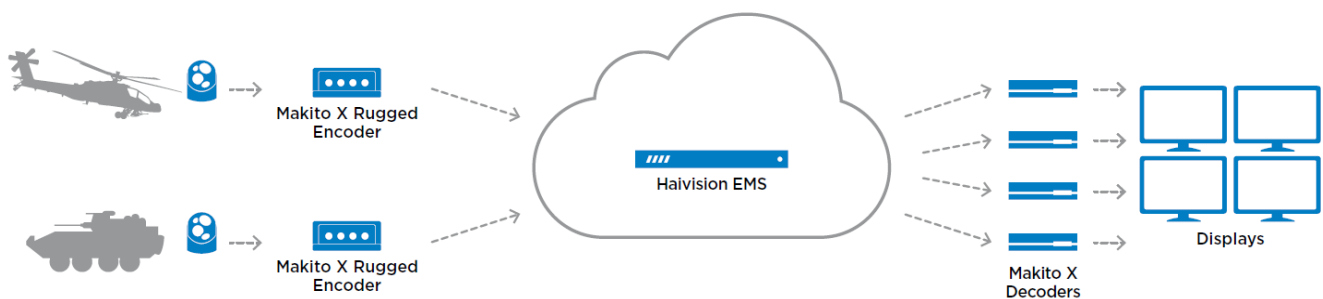 Makito X Rugged
Encoder
Haivision EMS
Makito X Rugged
Encoder
Displays
Makito X
Decoders